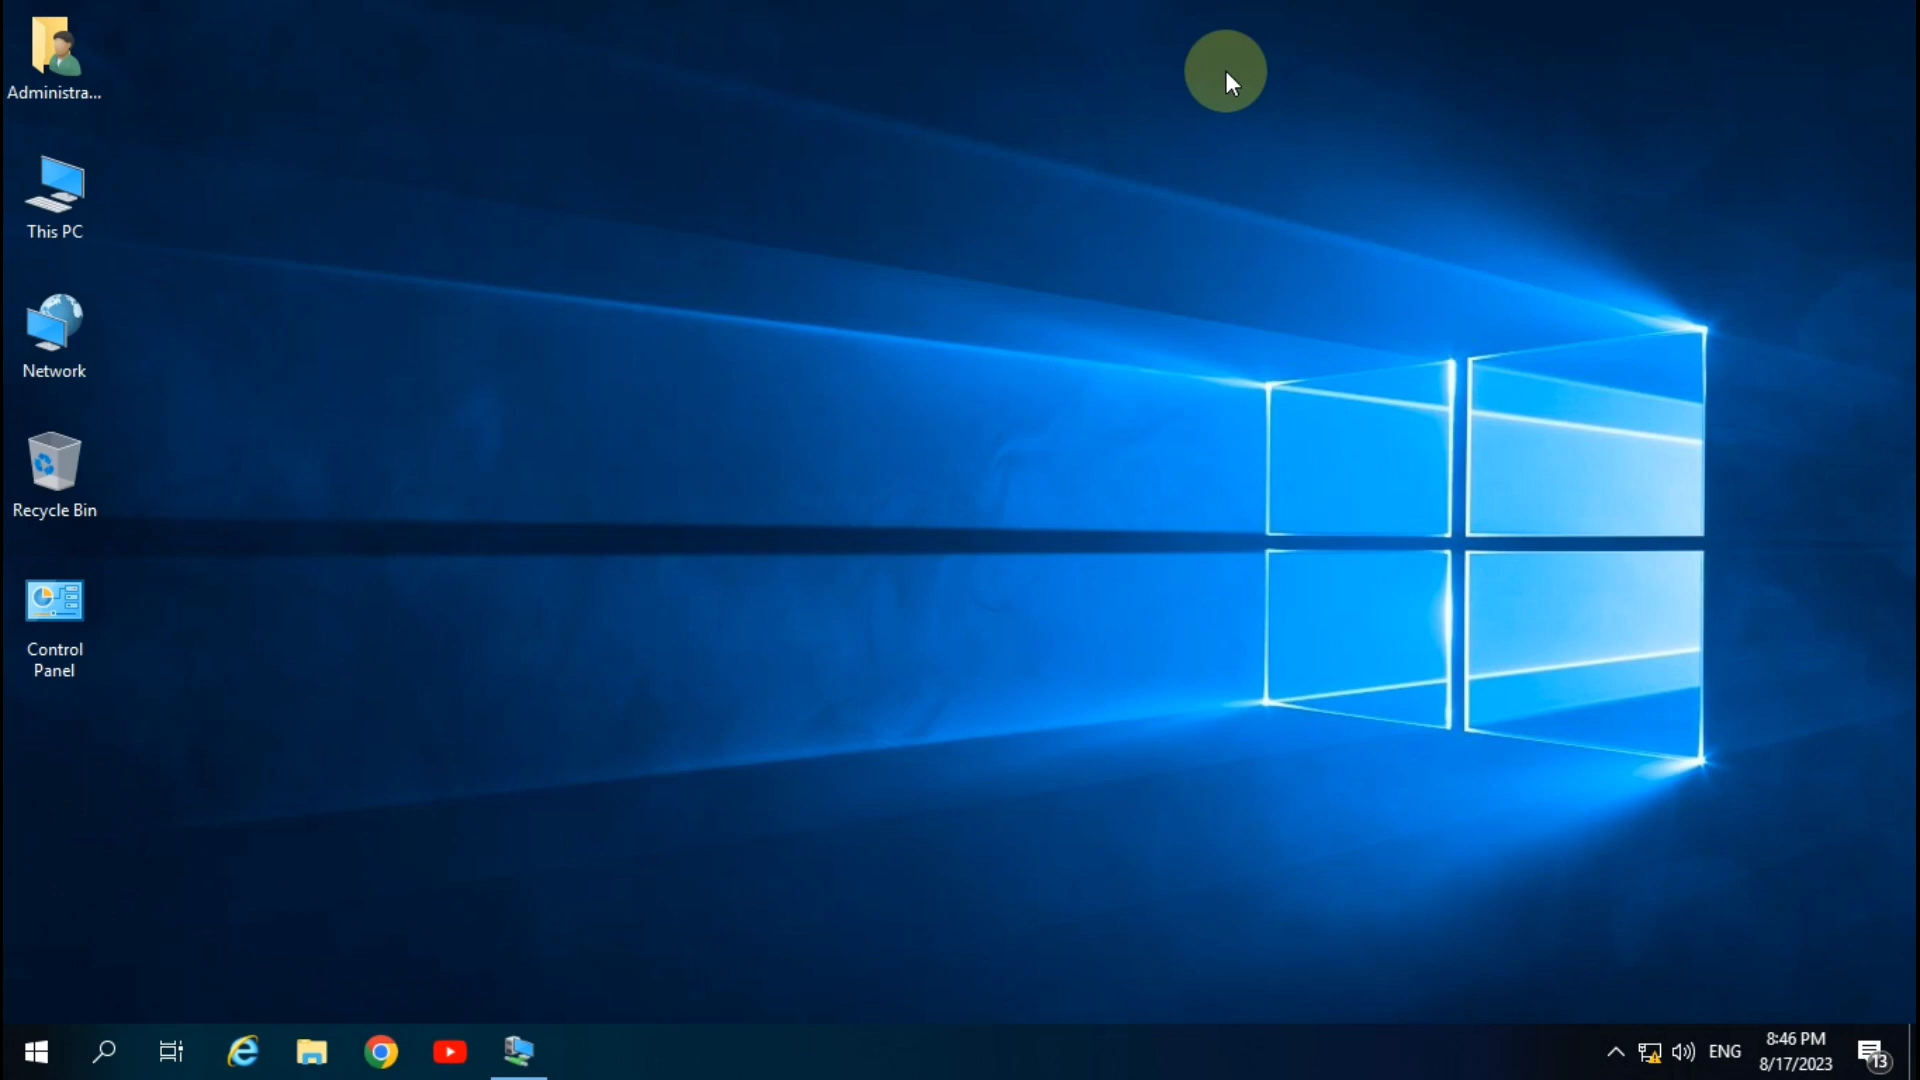 Administra...
This PC
Network
Recycle Bin
Control
Panel
ENG
8:46 PM
8/17/2023
13